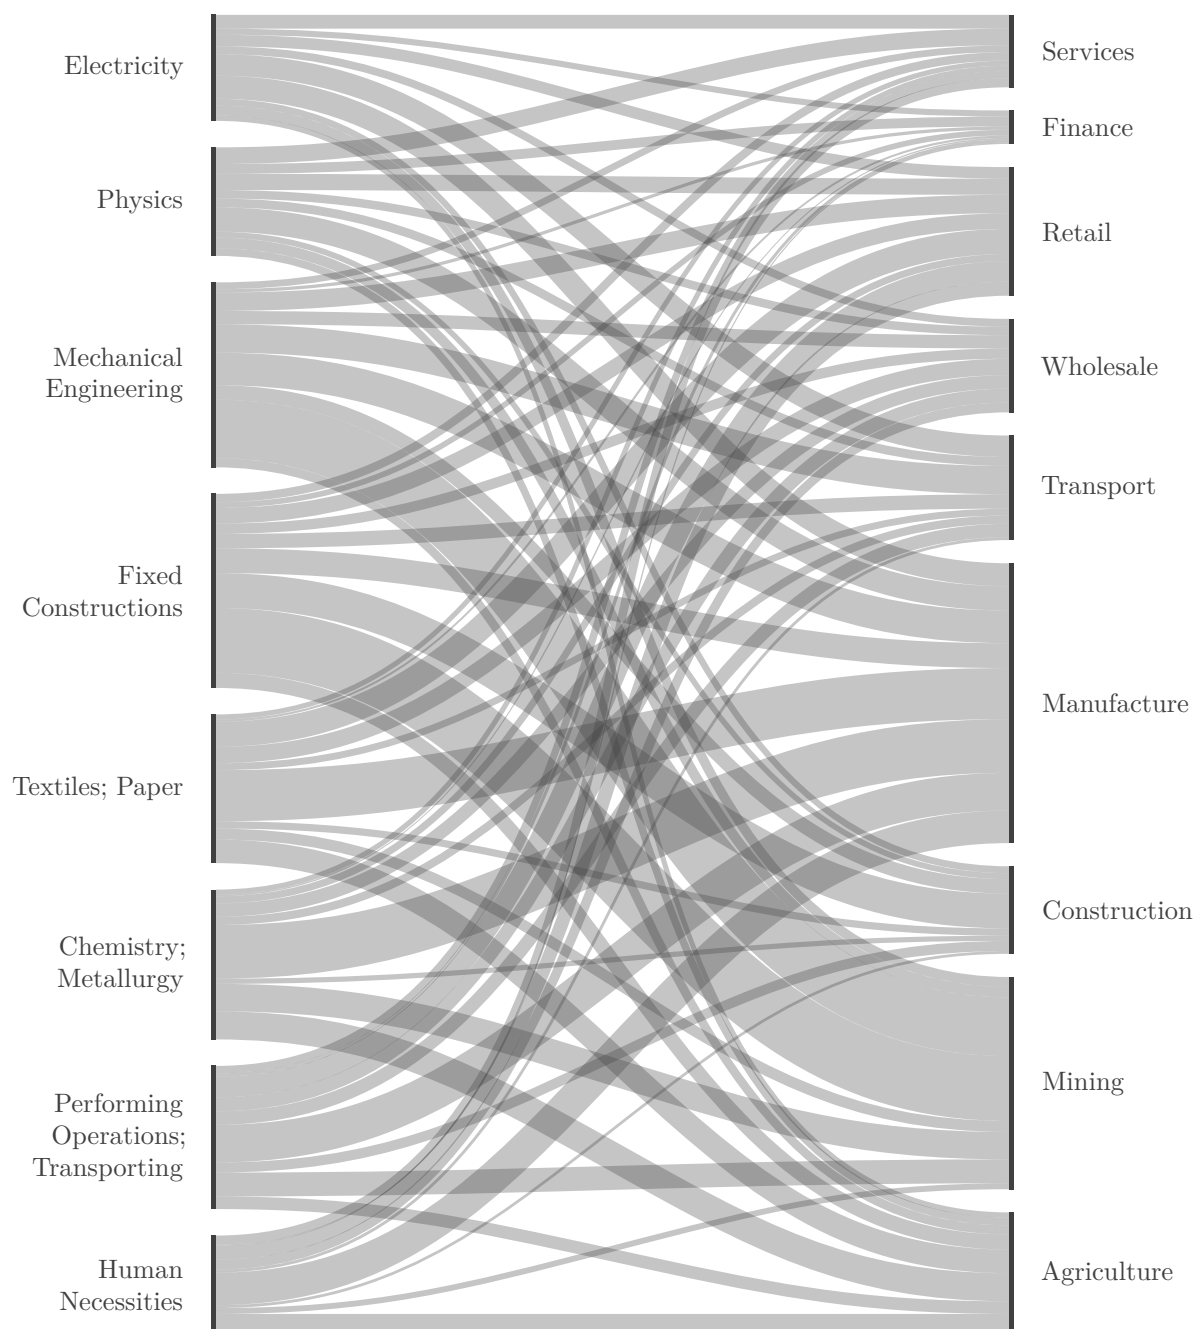 Electricity
Physics
Mechanical
Engineering
Fixed
Constructions
Textiles; Paper
Chemistry;
Metallurgy
Performing
Operations;
Transporting
Human
Necessities
Services
Finance
Retail
Wholesale
Transport
Manufacture
Construction
Mining
Agriculture